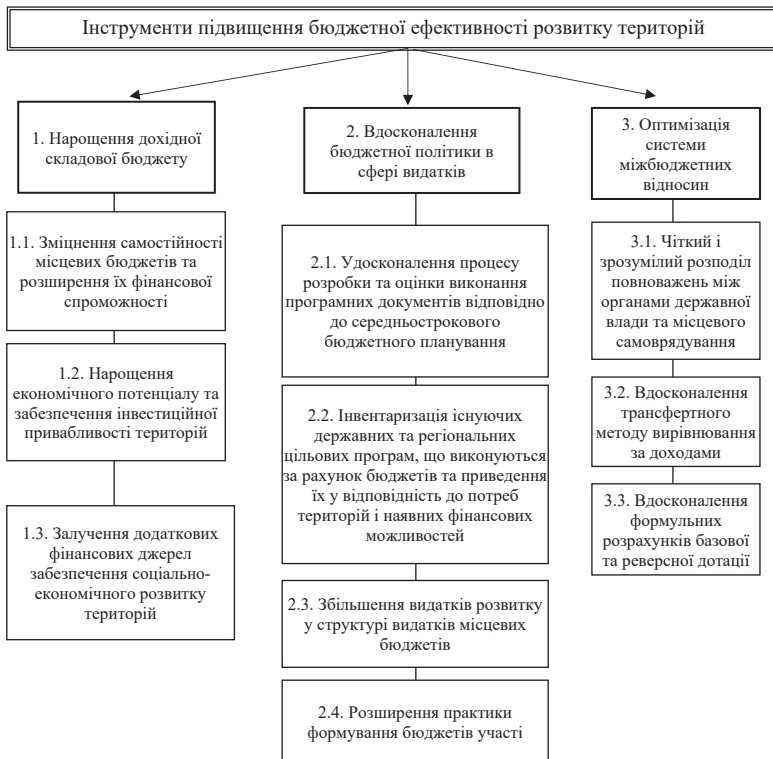 Інструменти підвищення бюджетної ефективності розвитку територій
1. Нарощення дохідної
складової бюджету
1.1. Зміцнення самостійності
місцевих бюджетів та
розширення їх фінансової
спроможності
1.2. Нарощення
економічного потенціалу та
забезпечення інвестиційної
привабливості територій
1.3. Залучення додаткових
фінансових джерел
забезпечення соціально-
економічного розвитку
територій
2. Вдосконалення
бюджетної політики в
сфері видатків
2.1. Удосконалення процесу
розробки та оцінки виконання
програмних документів відповідно
до середньострокового
бюджетного планування
2.2. Інвентаризація існуючих
державних та регіональних
цільових програм, що виконуються
за рахунок бюджетів та приведення
їх у відповідність до потреб
територій і наявних фінансових
можливостей
2.3. Збільшення видатків розвитку
у структурі видатків місцевих
бюджетів
2.4. Розширення практики
формування бюджетів участі
3. Оптимізація
системи
міжбюджетних
відносин
3.1. Чіткий і
зрозумілий розподіл
повноважень між
органами державної
влади та місцевого
самоврядування
3.2. Вдосконалення
трансфертного
методу вирівнювання
за доходами
3.3. Вдосконалення
формульних
розрахунків базової
та реверсної дотації